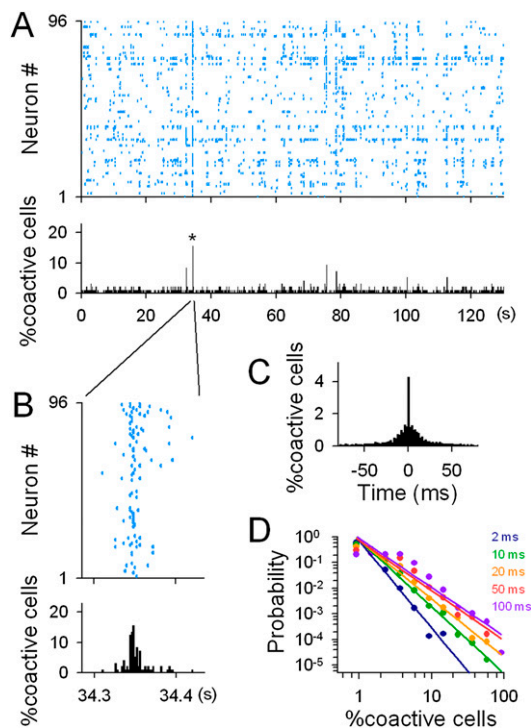 A
96
Neuron #
1
%coactive cells
20
10
0
*
0 20 40 60 80 100 120 (s)
B
96
Neuron #
1
%coactive cells
20
15
10
5
0
34.3 34.4 (s)
C
%coactive cells
4
2
0
-50 0 50
Time (ms)
D
Probability
10⁰
10⁻¹
10⁻²
10⁻³
10⁻⁴
10⁻⁵
2 ms
10 ms
20 ms
50 ms
100 ms
1 10 100
%coactive cells